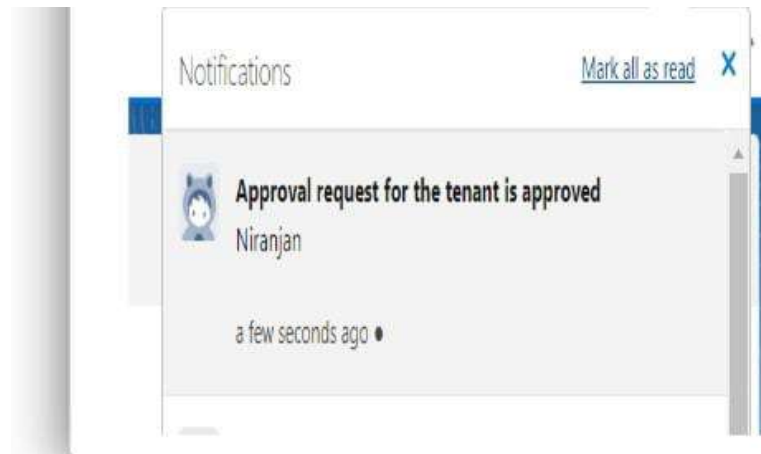 Notifications
Mark all as read
X
Approval request for the tenant is approved
Niranjan
a few seconds ago